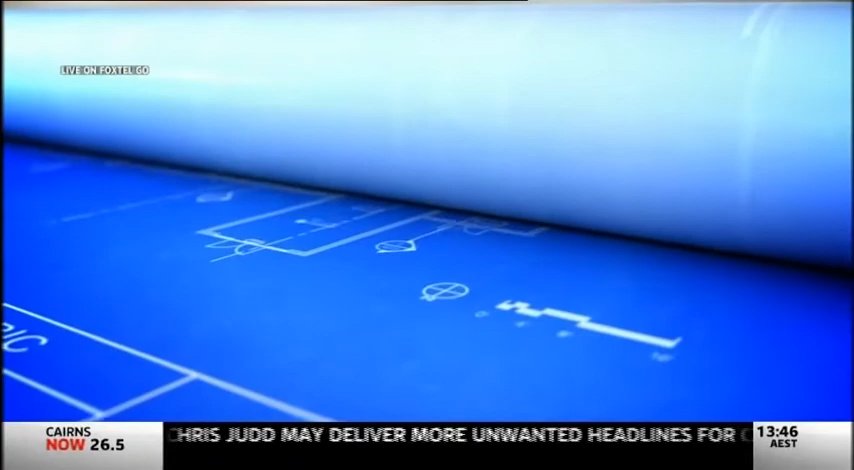 LIVE ON FOXTEL GO
PIC
CAIRNS
NOW 26.5
CHRIS JUDD MAY DELIVER MORE UNWANTED HEADLINES FOR
13:46
AEST